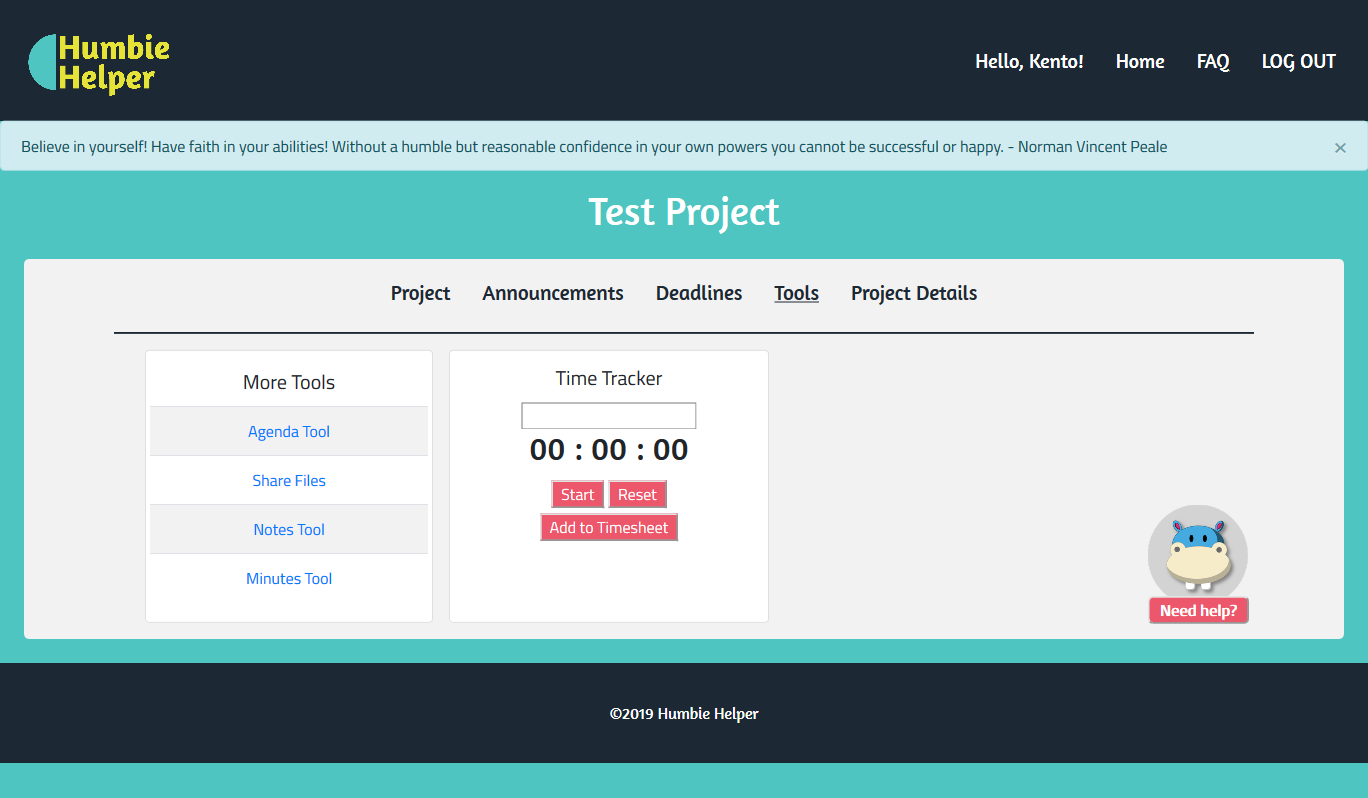 Humbie
Helper
Hello, Kento! Home FAQ LOG OUT
Believe in yourself! Have faith in your abilities! Without a humble but reasonable confidence in your own powers you cannot be successful or happy. - Norman Vincent Peale ×
Test Project
Project Announcements Deadlines Tools Project Details
More Tools
Agenda Tool
Share Files
Notes Tool
Minutes Tool
Time Tracker
00 : 00 : 00
Start Reset
Add to Timesheet
Need help?
©2019 Humbie Helper